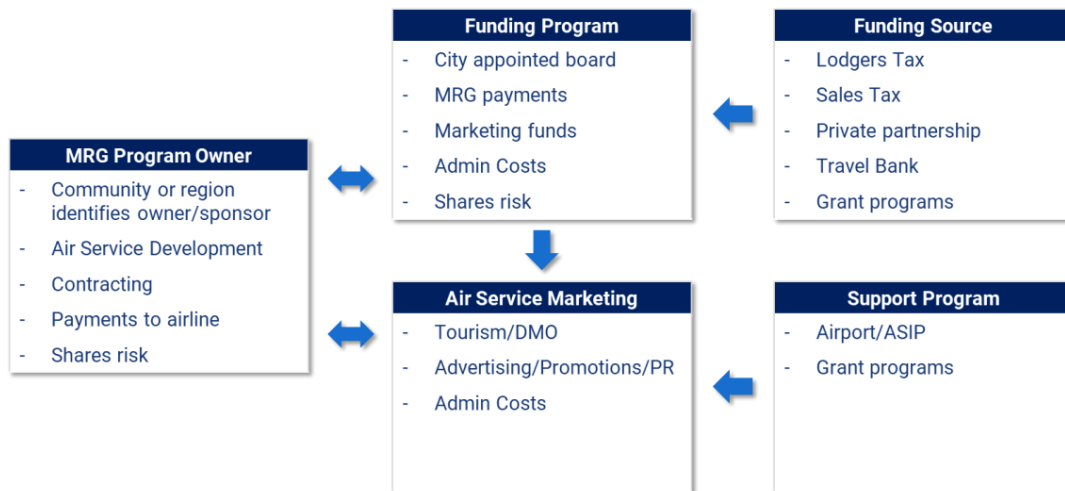 Funding Program
- City appointed board
- MRG payments
- Marketing funds
- Admin Costs
- Shares risk
Funding Source
- Lodgers Tax
- Sales Tax
- Private partnership
- Travel Bank
- Grant programs
MRG Program Owner
- Community or region
identifies owner/sponsor
- Air Service Development
- Contracting
- Payments to airline
- Shares risk
Air Service Marketing
- Tourism/DMO
- Advertising/Promotions/PR
- Admin Costs
Support Program
- Airport/ASIP
- Grant programs